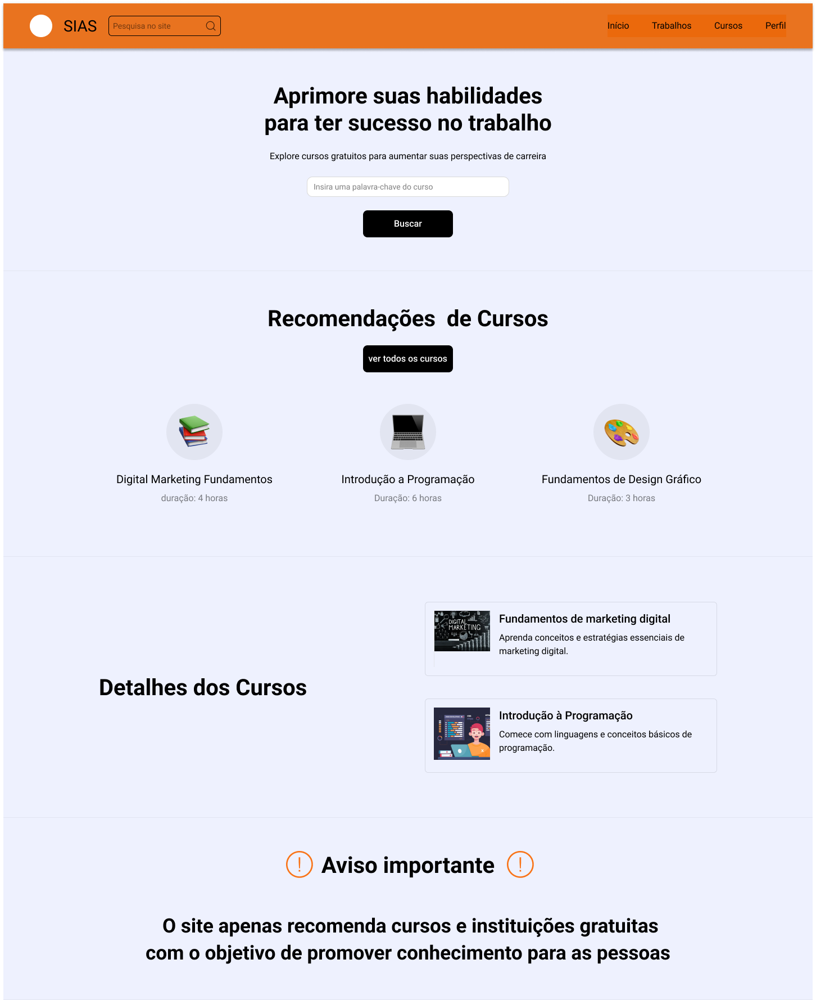 SIAS
Pesquisa no site
Início
Trabalhos
Cursos
Perfil
Aprimore suas habilidades
para ter sucesso no trabalho
Explore cursos gratuitos para aumentar suas perspectivas de carreira
Insira uma palavra-chave do curso
Buscar
Recomendações  de Cursos
ver todos os cursos
Digital Marketing Fundamentos
duração: 4 horas
Introdução a Programação
Duração: 6 horas
Fundamentos de Design Gráfico
Duração: 3 horas
Detalhes dos Cursos
DIGITAL
MARKETING
Fundamentos de marketing digital
Aprenda conceitos e estratégias essenciais de
marketing digital.
Introdução à Programação
Comece com linguagens e conceitos básicos de
programação.
Aviso importante
O site apenas recomenda cursos e instituições gratuitas
com o objetivo de promover conhecimento para as pessoas